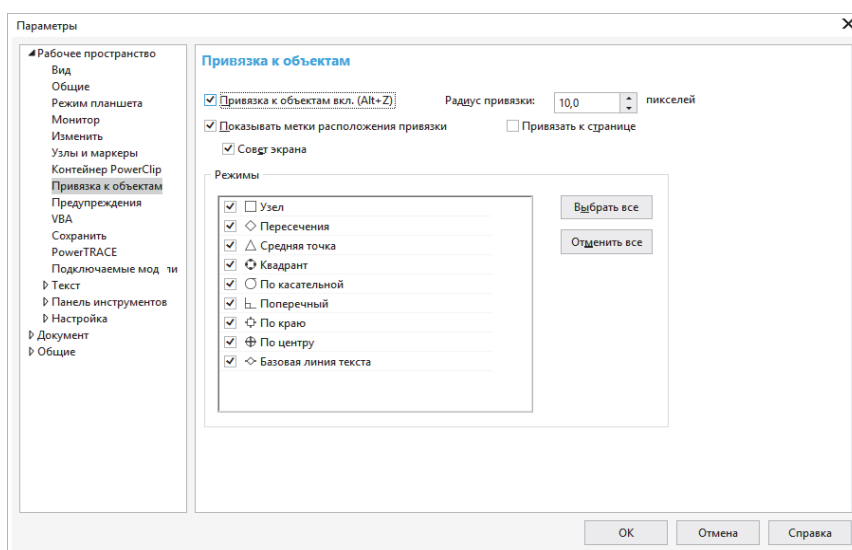 Параметры
Рабочее пространство
Вид
Общие
Режим планшета
Монитор
Изменить
Узлы и маркеры
Контейнер PowerClip
Привязка к объектам
Предупреждения
VBA
Сохранить
PowerTRACE
Подключаемые мод ти
Текст
Панель инструментов
Настройка
Документ
Общие
Привязка к объектам
Привязка к объектам вкл. (Alt+Z) Радиус привязки: 10,0 пикселей
Показывать метки расположения привязки Привязать к странице
Совет экрана
Режимы
Узел
Пересечения
Средняя точка
Квадрант
По касательной
Поперечный
По краю
По центру
Базовая линия текста
Выбрать все
Отменить все
OK Отмена Справка